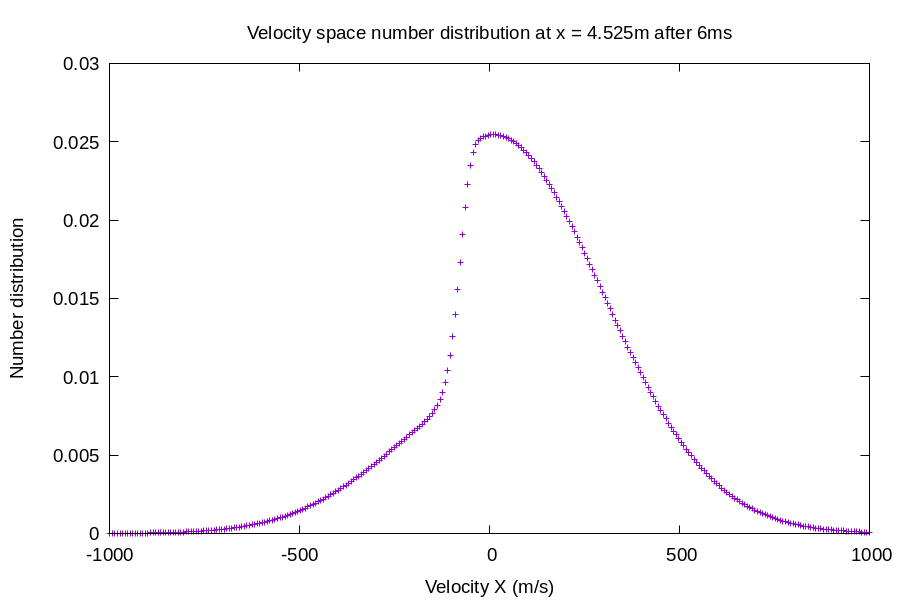 Velocity space number distribution at x = 4.525m after 6ms
0.03
0.025
0.02
0.015
0.01
0.005
0
Number distribution
-1000 -500 0 500 1000
Velocity X (m/s)